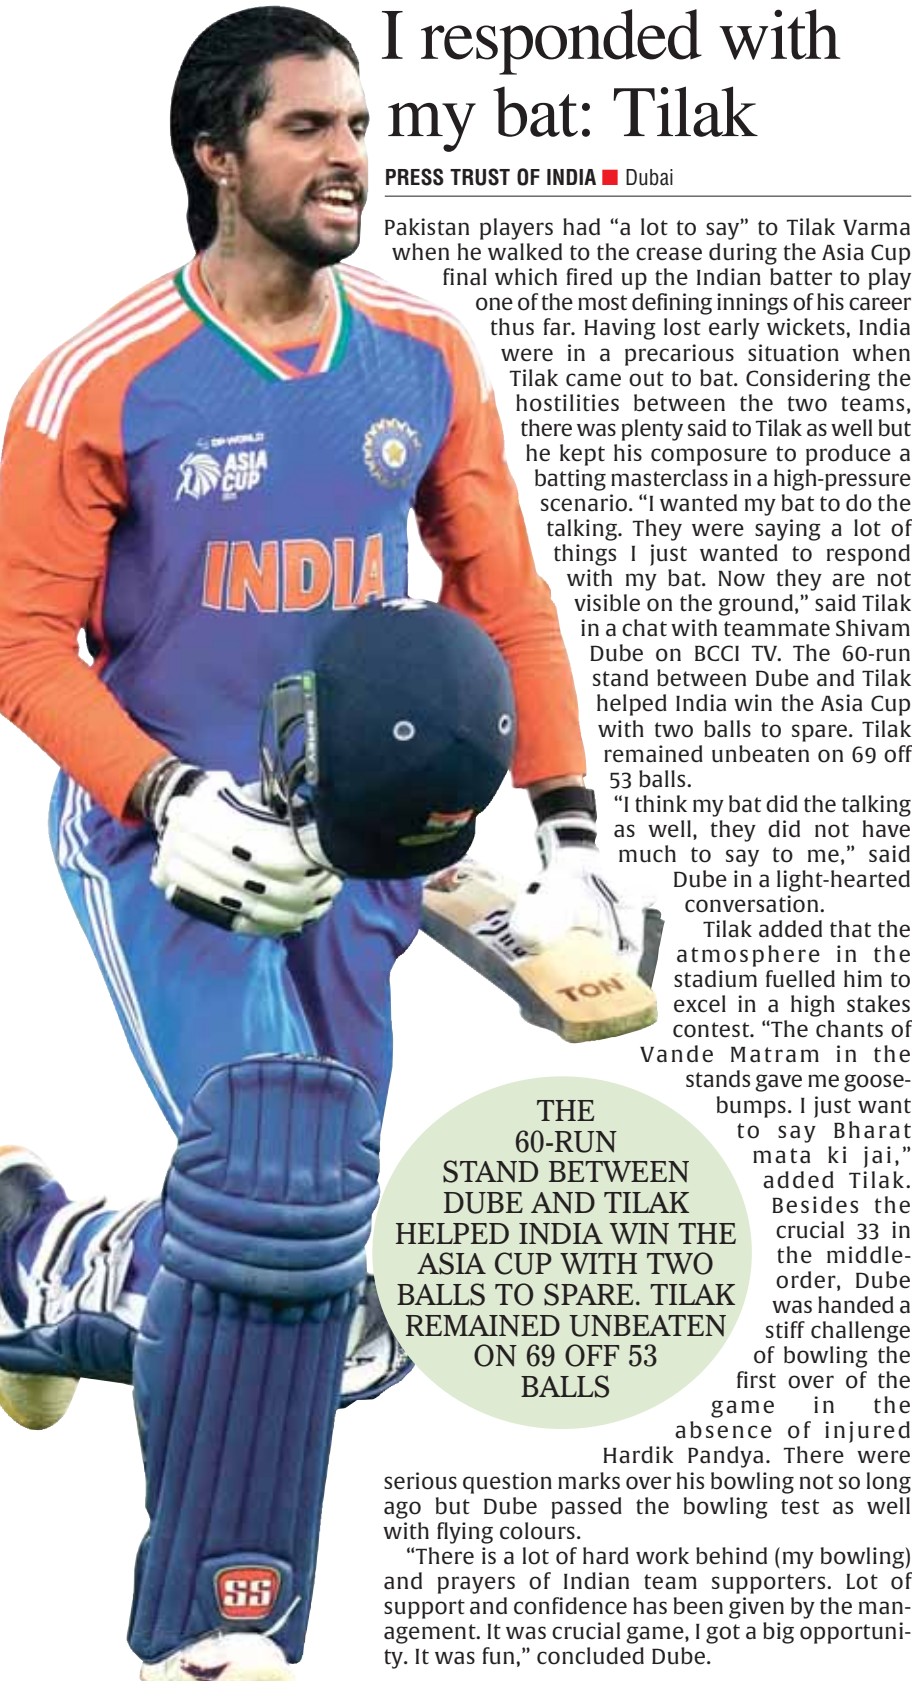 I responded with
my bat: Tilak
PRESS TRUST OF INDIA ■ Dubai
Pakistan players had “a lot to say” to Tilak Varma
when he walked to the crease during the Asia Cup
final which fired up the Indian batter to play
one of the most defining innings of his career
thus far. Having lost early wickets, India
were in a precarious situation when
Tilak came out to bat. Considering the
hostilities between the two teams,
there was plenty said to Tilak as well but
he kept his composure to produce a
batting masterclass in a high-pressure
scenario. “I wanted my bat to do the
talking. They were saying a lot of
things I just wanted to respond
with my bat. Now they are not
visible on the ground,” said Tilak
in a chat with teammate Shivam
Dube on BCCI TV. The 60-run
stand between Dube and Tilak
helped India win the Asia Cup
with two balls to spare. Tilak
remained unbeaten on 69 off
53 balls.
“I think my bat did the talking
as well, they did not have
much to say to me,” said
Dube in a light-hearted
conversation.
Tilak added that the
atmosphere in the
stadium fuelled him to
excel in a high stakes
contest. “The chants of
Vande Matram in the
stands gave me goose-
bumps. I just want
to say Bharat
mata ki jai,”
added Tilak.
Besides the
crucial 33 in
the middle-
order, Dube
was handed a
stiff challenge
of bowling the
first over of the
game in the
absence of injured
Hardik Pandya. There were
serious question marks over his bowling not so long
ago but Dube passed the bowling test as well
with flying colours.
“There is a lot of hard work behind (my bowling)
and prayers of Indian team supporters. Lot of
support and confidence has been given by the man-
agement. It was crucial game, I got a big opportuni-
ty. It was fun,” concluded Dube.
THE
60-RUN
STAND BETWEEN
DUBE AND TILAK
HELPED INDIA WIN THE
ASIA CUP WITH TWO
BALLS TO SPARE. TILAK
REMAINED UNBEATEN
ON 69 OFF 53
BALLS
DP WORLD
ASIA
CUP
INDIA
TON
SS